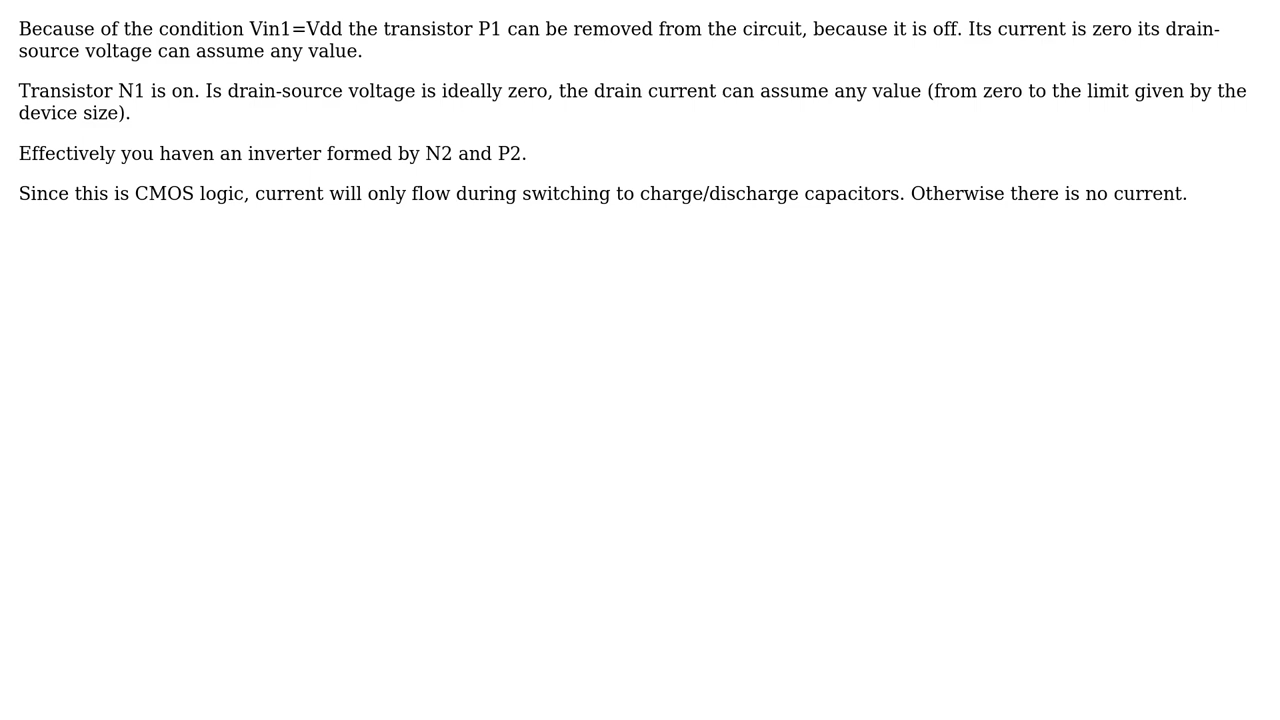 Because of the condition Vin1=Vdd the transistor P1 can be removed from the circuit, because it is off. Its current is zero its drain-
source voltage can assume any value.
Transistor N1 is on. Is drain-source voltage is ideally zero, the drain current can assume any value (from zero to the limit given by the
device size).
Effectively you haven an inverter formed by N2 and P2.
Since this is CMOS logic, current will only flow during switching to charge/discharge capacitors. Otherwise there is no current.